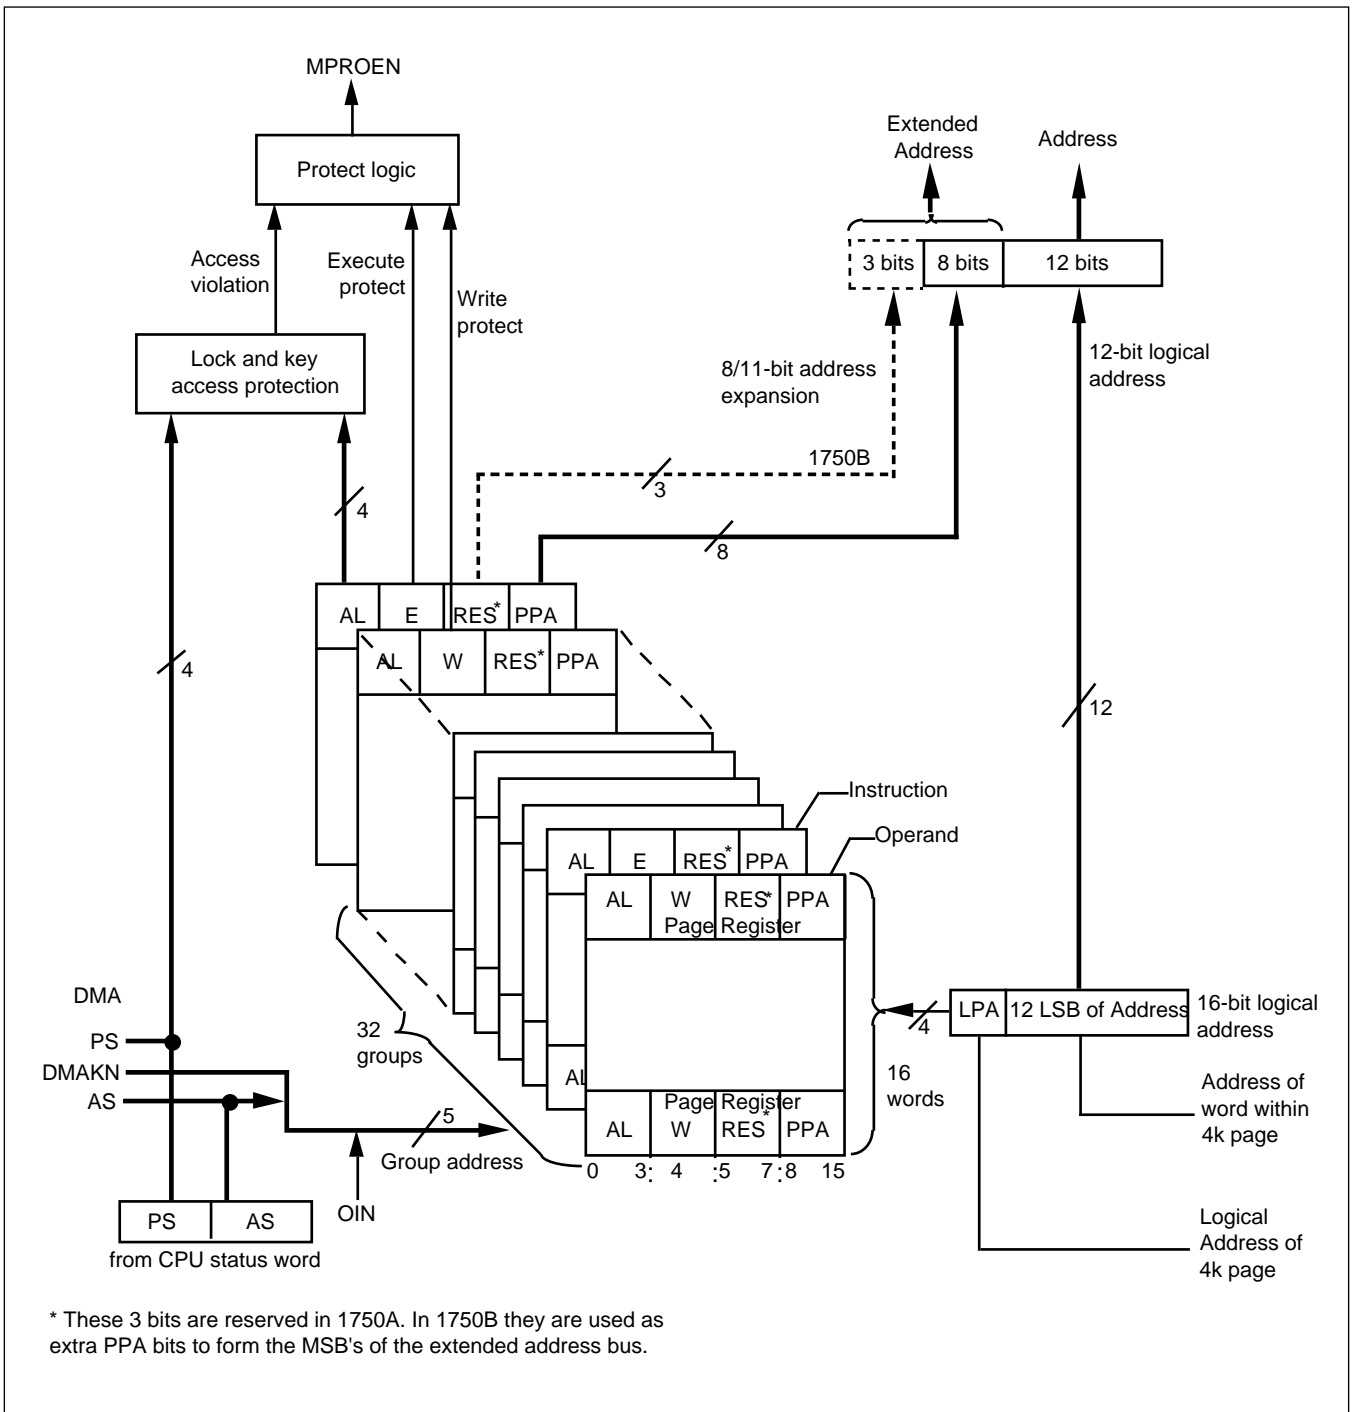 MPROEN
Protect logic
Extended
Address
Address
3 bits
8 bits
12 bits
Access
violation
Execute
protect
Write
protect
Lock and key
access protection
12-bit logical
address
8/11-bit address
expansion
1750B
3
4
8
AL
E
RES*
PPA
AL
W
RES*
PPA
4
12
Instruction
Operand
AL
E
RES*
PPA
AL
W
RES*
PPA
Page Register
DMA
PS
DMAKN
AS
32
groups
4
LPA
12 LSB of Address
16-bit logical
address
AL
16
words
Address of
word within
4k page
Page Register
AL
W
RES*
PPA
5
Group address
0 3: 4 :5 7:8 15
OIN
PS
AS
from CPU status word
Logical
Address of
4k page
* These 3 bits are reserved in 1750A. In 1750B they are used as
extra PPA bits to form the MSB's of the extended address bus.